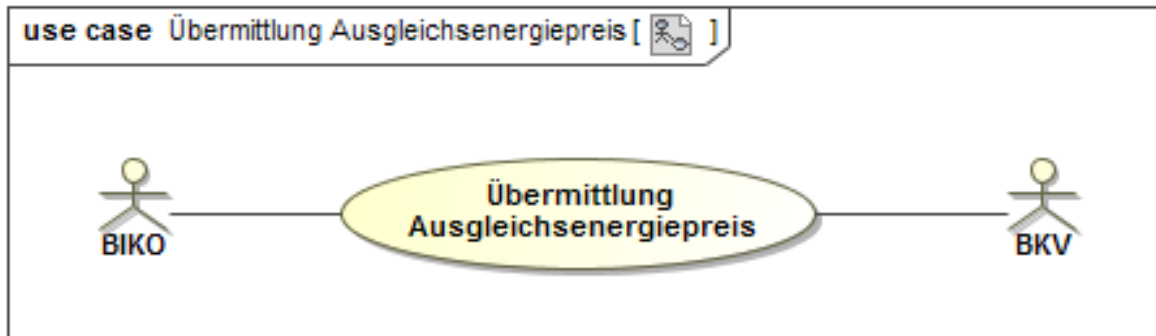 use case Übermittlung Ausgleichsenergiepreis [ ]
Übermittlung
Ausgleichsenergiepreis
BIKO
BKV